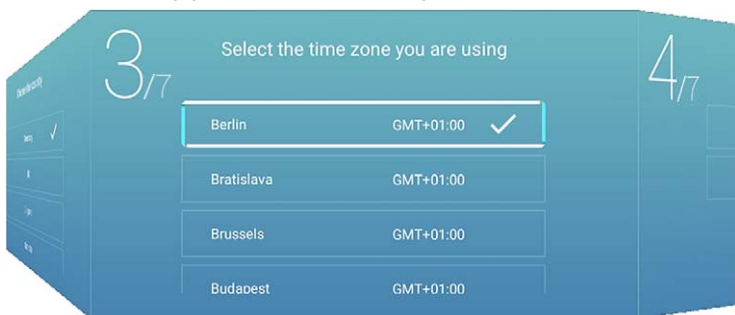 3/7
Select the time zone you are using
Berlin GMT+01:00
Bratislava GMT+01:00
Brussels GMT+01:00
Budapest GMT+01:00
4/7